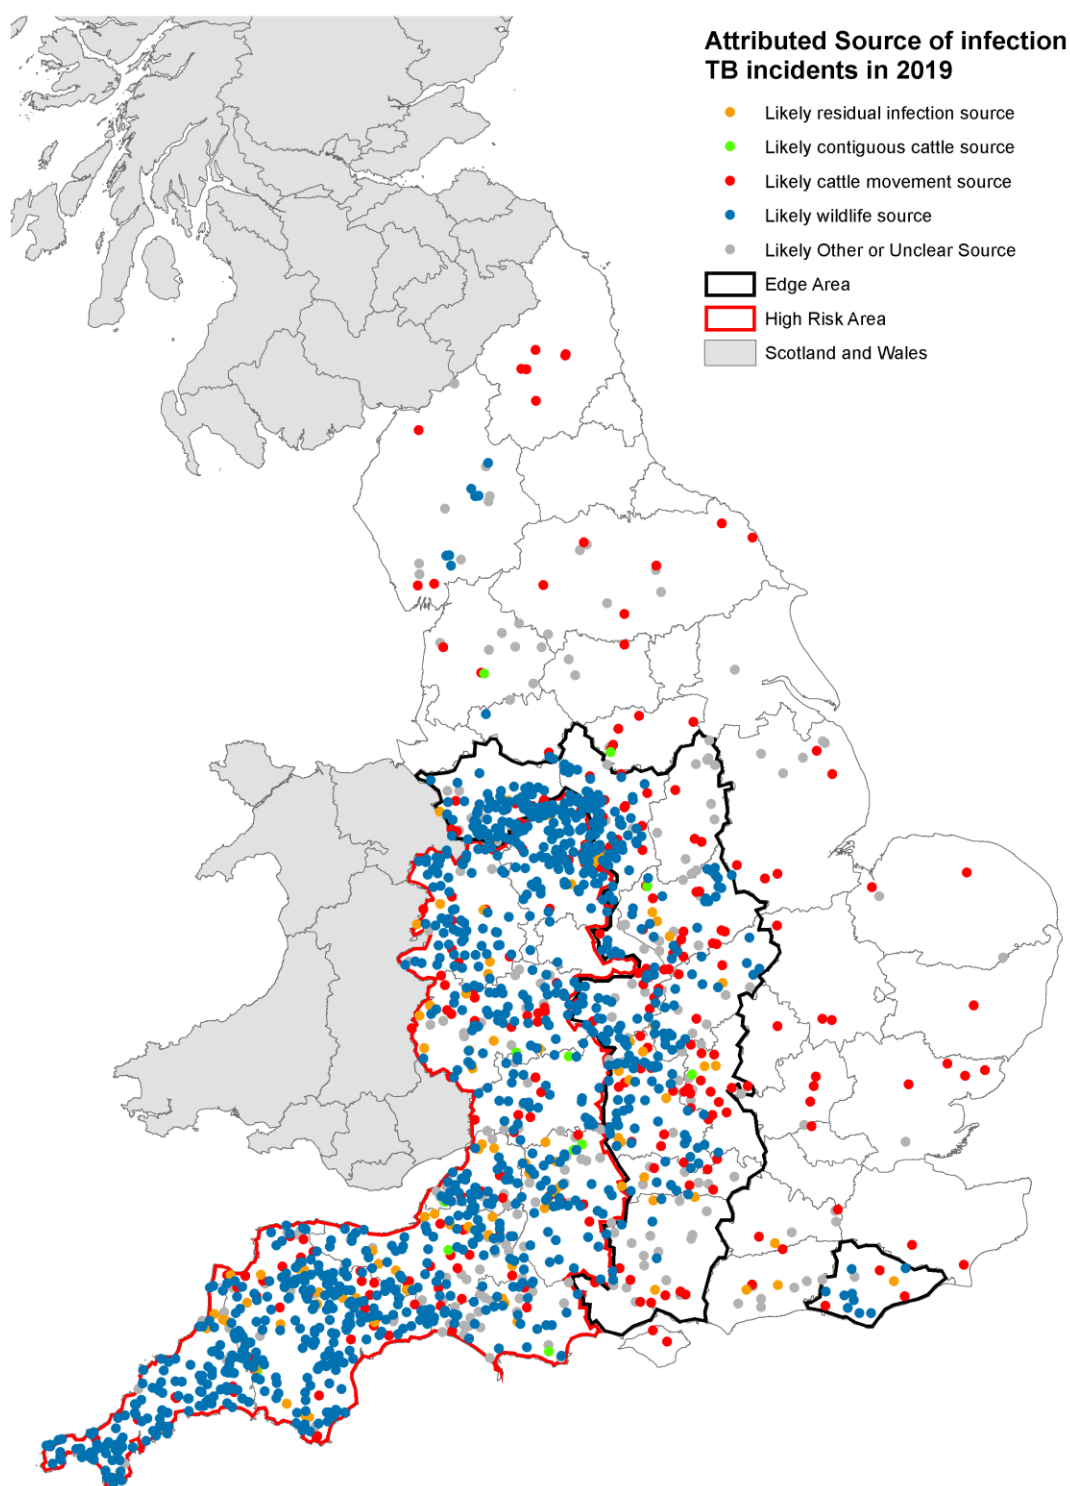 Attributed Source of infection
TB incidents in 2019
Likely residual infection source
Likely contiguous cattle source
Likely cattle movement source
Likely wildlife source
Likely Other or Unclear Source
Edge Area
High Risk Area
Scotland and Wales